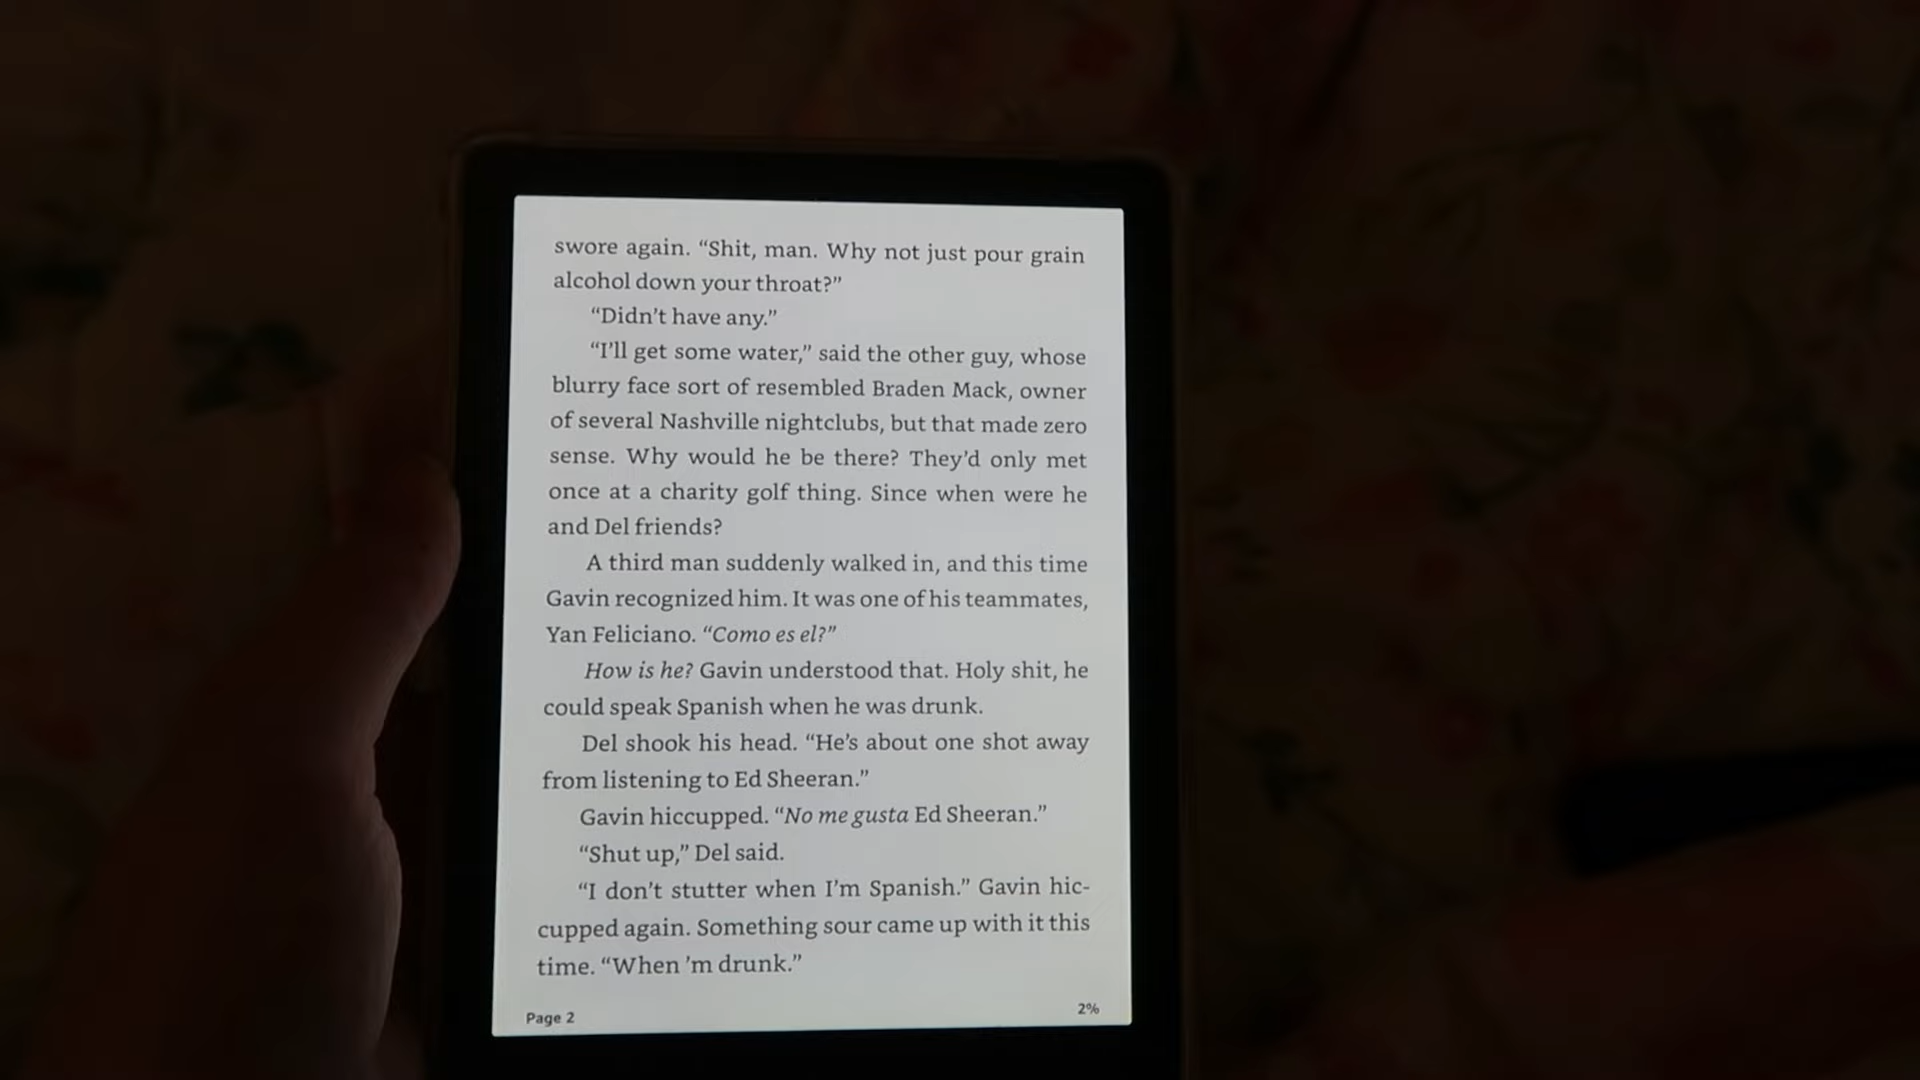 swore again. “Shit, man. Why not just pour grain
alcohol down your throat?”
“Didn’t have any.”
“I’ll get some water,” said the other guy, whose
blurry face sort of resembled Braden Mack, owner
of several Nashville nightclubs, but that made zero
sense. Why would he be there? They’d only met
once at a charity golf thing. Since when were he
and Del friends?
A third man suddenly walked in, and this time
Gavin recognized him. It was one of his teammates,
Yan Feliciano. “Como es el?”
How is he? Gavin understood that. Holy shit, he
could speak Spanish when he was drunk.
Del shook his head. “He’s about one shot away
from listening to Ed Sheeran.”
Gavin hiccupped. “No me gusta Ed Sheeran.”
“Shut up,” Del said.
“I don’t stutter when I’m Spanish.” Gavin hic-
cupped again. Something sour came up with it this
time. “When ’m drunk.”
Page 2
2%